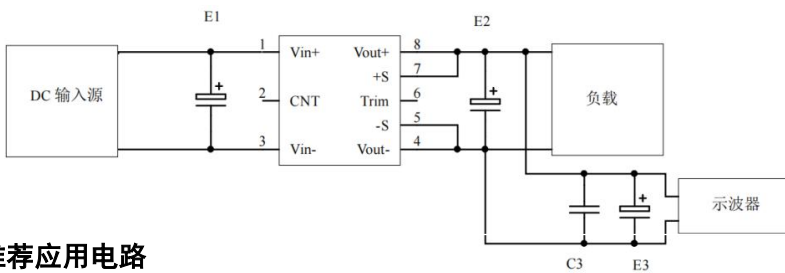 E1
E2
1 Vin+ Vout+ 8
+S 7
DC 输入源
2 CNT Trim 6
负载
-S 5
3 Vin- Vout- 4
示波器
荐应用电路
C3
E3